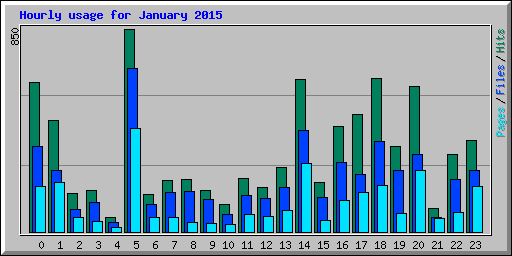 Hourly usage for January 2015
850
Pages/Files/Hits
0 1 2 3 4 5 6 7 8 9 10 11 12 13 14 15 16 17 18 19 20 21 22 23